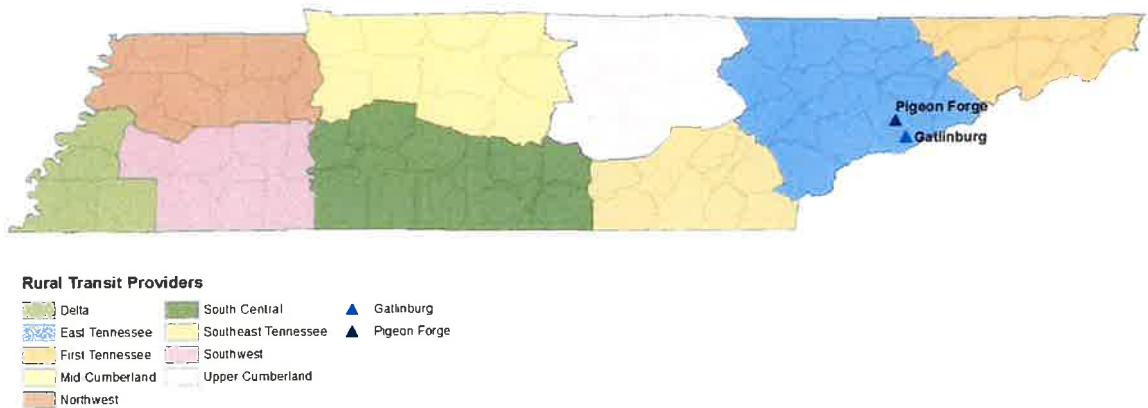 Pigeon Forge
Gatlinburg
Rural Transit Providers
Delta
East Tennessee
First Tennessee
Mid Cumberland
Northwest
South Central
Southeast Tennessee
Southwest
Upper Cumberland
Gatlinburg
Pigeon Forge